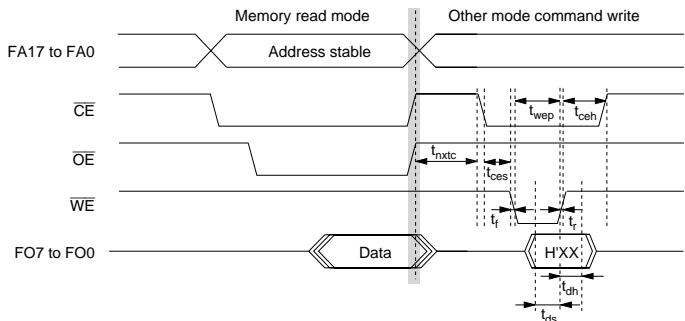 Memory read mode
Other mode command write
FA17 to FA0
Address stable
CE
twep
tceh
OE
tnxtc
tces
WE
tf
tr
FO7 to FO0
Data
H'XX
tdh
tds